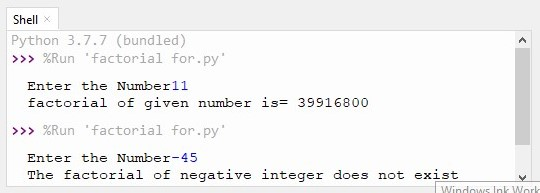 Shell ×
Python 3.7.7 (bundled)
>>> %Run 'factorial for.py'
Enter the Number11
factorial of given number is= 39916800
>>> %Run 'factorial for.py'
Enter the Number-45
The factorial of negative integer does not exist
Windows Ink Work